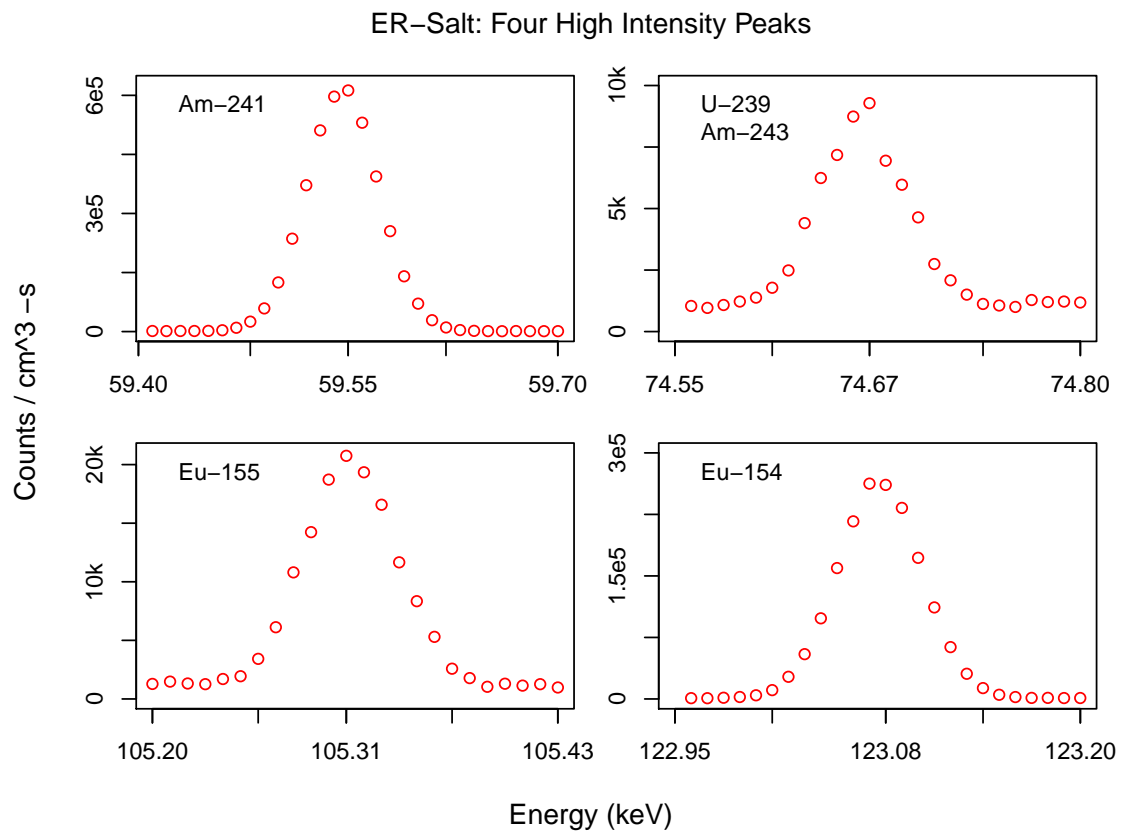 ER−Salt: Four High Intensity Peaks
Counts / cm^3 −s
Am−241
6e5
3e5
0
59.40 59.55 59.70
U−239
Am−243
10k
5k
0
74.55 74.67 74.80
Eu−155
20k
10k
0
105.20 105.31 105.43
Eu−154
3e5
1.5e5
0
122.95 123.08 123.20
Energy (keV)